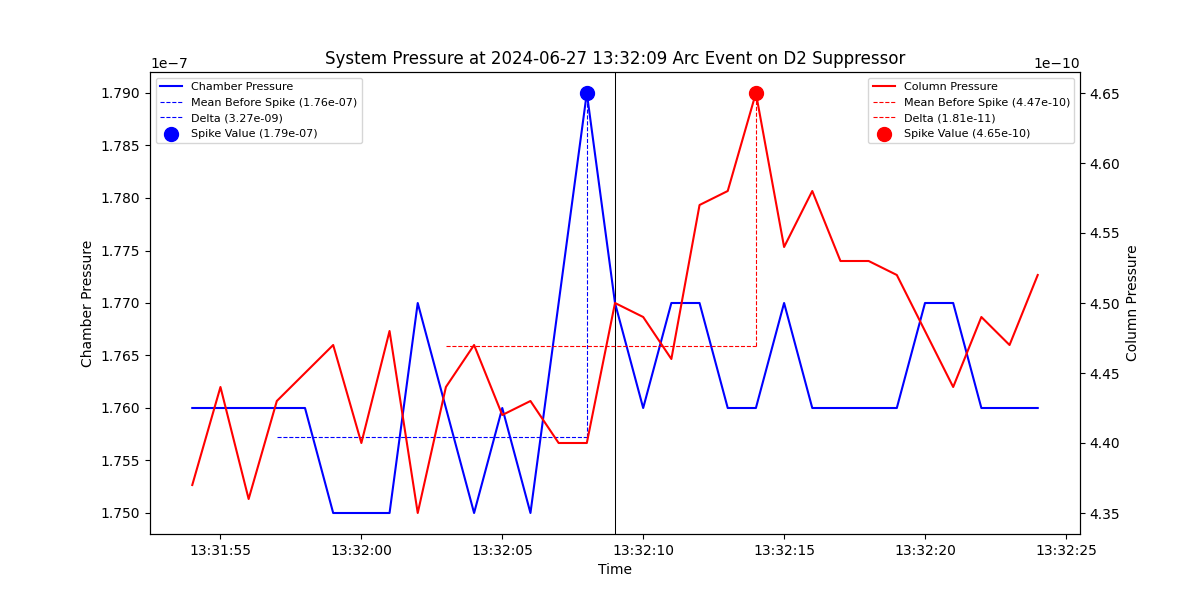 System Pressure at 2024-06-27 13:32:09 Arc Event on D2 Suppressor
1e−7
1e−10
Chamber Pressure
Mean Before Spike (1.76e-07)
Delta (3.27e-09)
Spike Value (1.79e-07)
Column Pressure
Mean Before Spike (4.47e-10)
Delta (1.81e-11)
Spike Value (4.65e-10)
1.790
1.785
1.780
1.775
1.770
1.765
1.760
1.755
1.750
Chamber Pressure
4.65
4.60
4.55
4.50
4.45
4.40
4.35
Column Pressure
13:31:55
13:32:00
13:32:05
13:32:10
13:32:15
13:32:20
13:32:25
Time